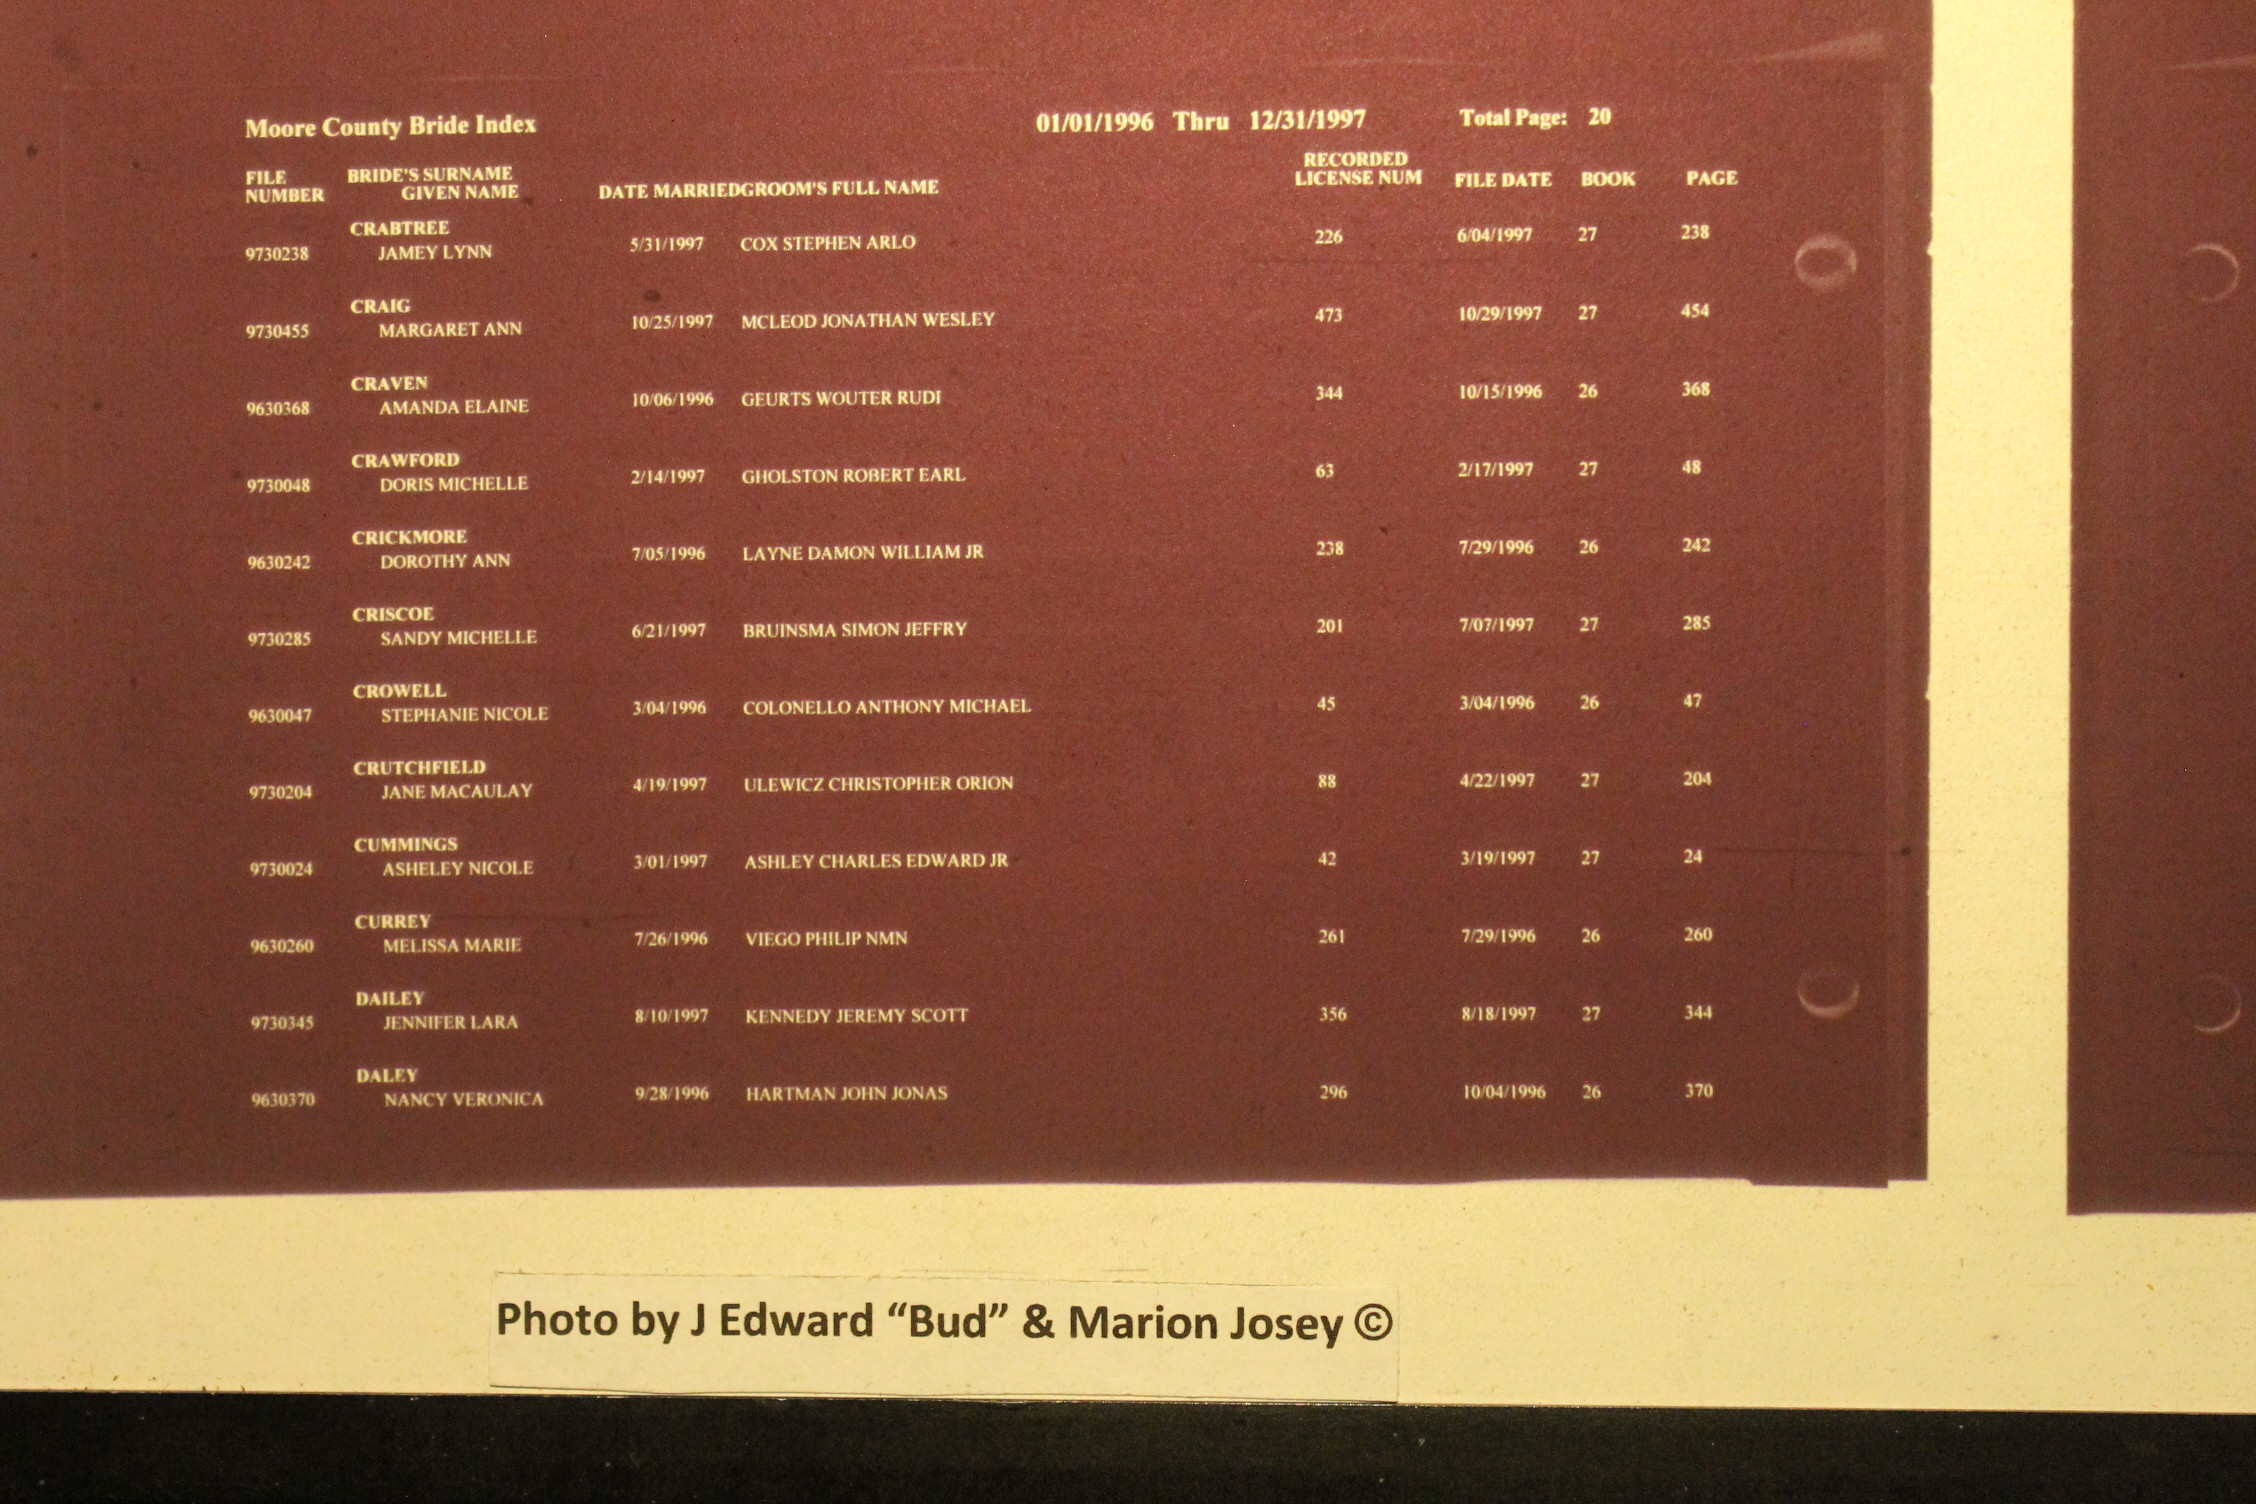 Moore County Bride Index 01/01/1996 Thru 12/31/1997 Total Page: 20
FILE NUMBER BRIDE'S SURNAME GIVEN NAME DATE MARRIED GROOM'S FULL NAME RECORDED LICENSE NUM FILE DATE BOOK PAGE
CRABTREE
9730238 JAMEY LYNN 5/31/1997 COX STEPHEN ARLO 226 6/04/1997 27 238
CRAIG
9730455 MARGARET ANN 10/25/1997 MCLEOD JONATHAN WESLEY 473 10/29/1997 27 454
CRAVEN
9630368 AMANDA ELAINE 10/06/1996 GEURTS WOUTER RUDI 344 10/15/1996 26 368
CRAWFORD
9730048 DORIS MICHELLE 2/14/1997 GHOLSTON ROBERT EARL 63 2/17/1997 27 48
CRICKMORE
9630242 DOROTHY ANN 7/05/1996 LAYNE DAMON WILLIAM JR 238 7/29/1996 26 242
CRISCOE
9730285 SANDY MICHELLE 6/21/1997 BRUINSMA SIMON JEFFRY 201 7/07/1997 27 285
CROWELL
9630047 STEPHANIE NICOLE 3/04/1996 COLONELLO ANTHONY MICHAEL 45 3/04/1996 26 47
CRUTCHFIELD
9730204 JANE MACAULAY 4/19/1997 ULEWICZ CHRISTOPHER ORION 88 4/22/1997 27 204
CUMMINGS
9730024 ASHELEY NICOLE 3/01/1997 ASHLEY CHARLES EDWARD JR 42 3/19/1997 27 24
CURREY
9630260 MELISSA MARIE 7/26/1996 VIEGO PHILIP NMN 261 7/29/1996 26 260
DAILEY
9730345 JENNIFER LARA 8/10/1997 KENNEDY JEREMY SCOTT 356 8/18/1997 27 344
DALEY
9630370 NANCY VERONICA 9/28/1996 HARTMAN JOHN JONAS 296 10/04/1996 26 370
Photo by J Edward “Bud” & Marion Josey ©